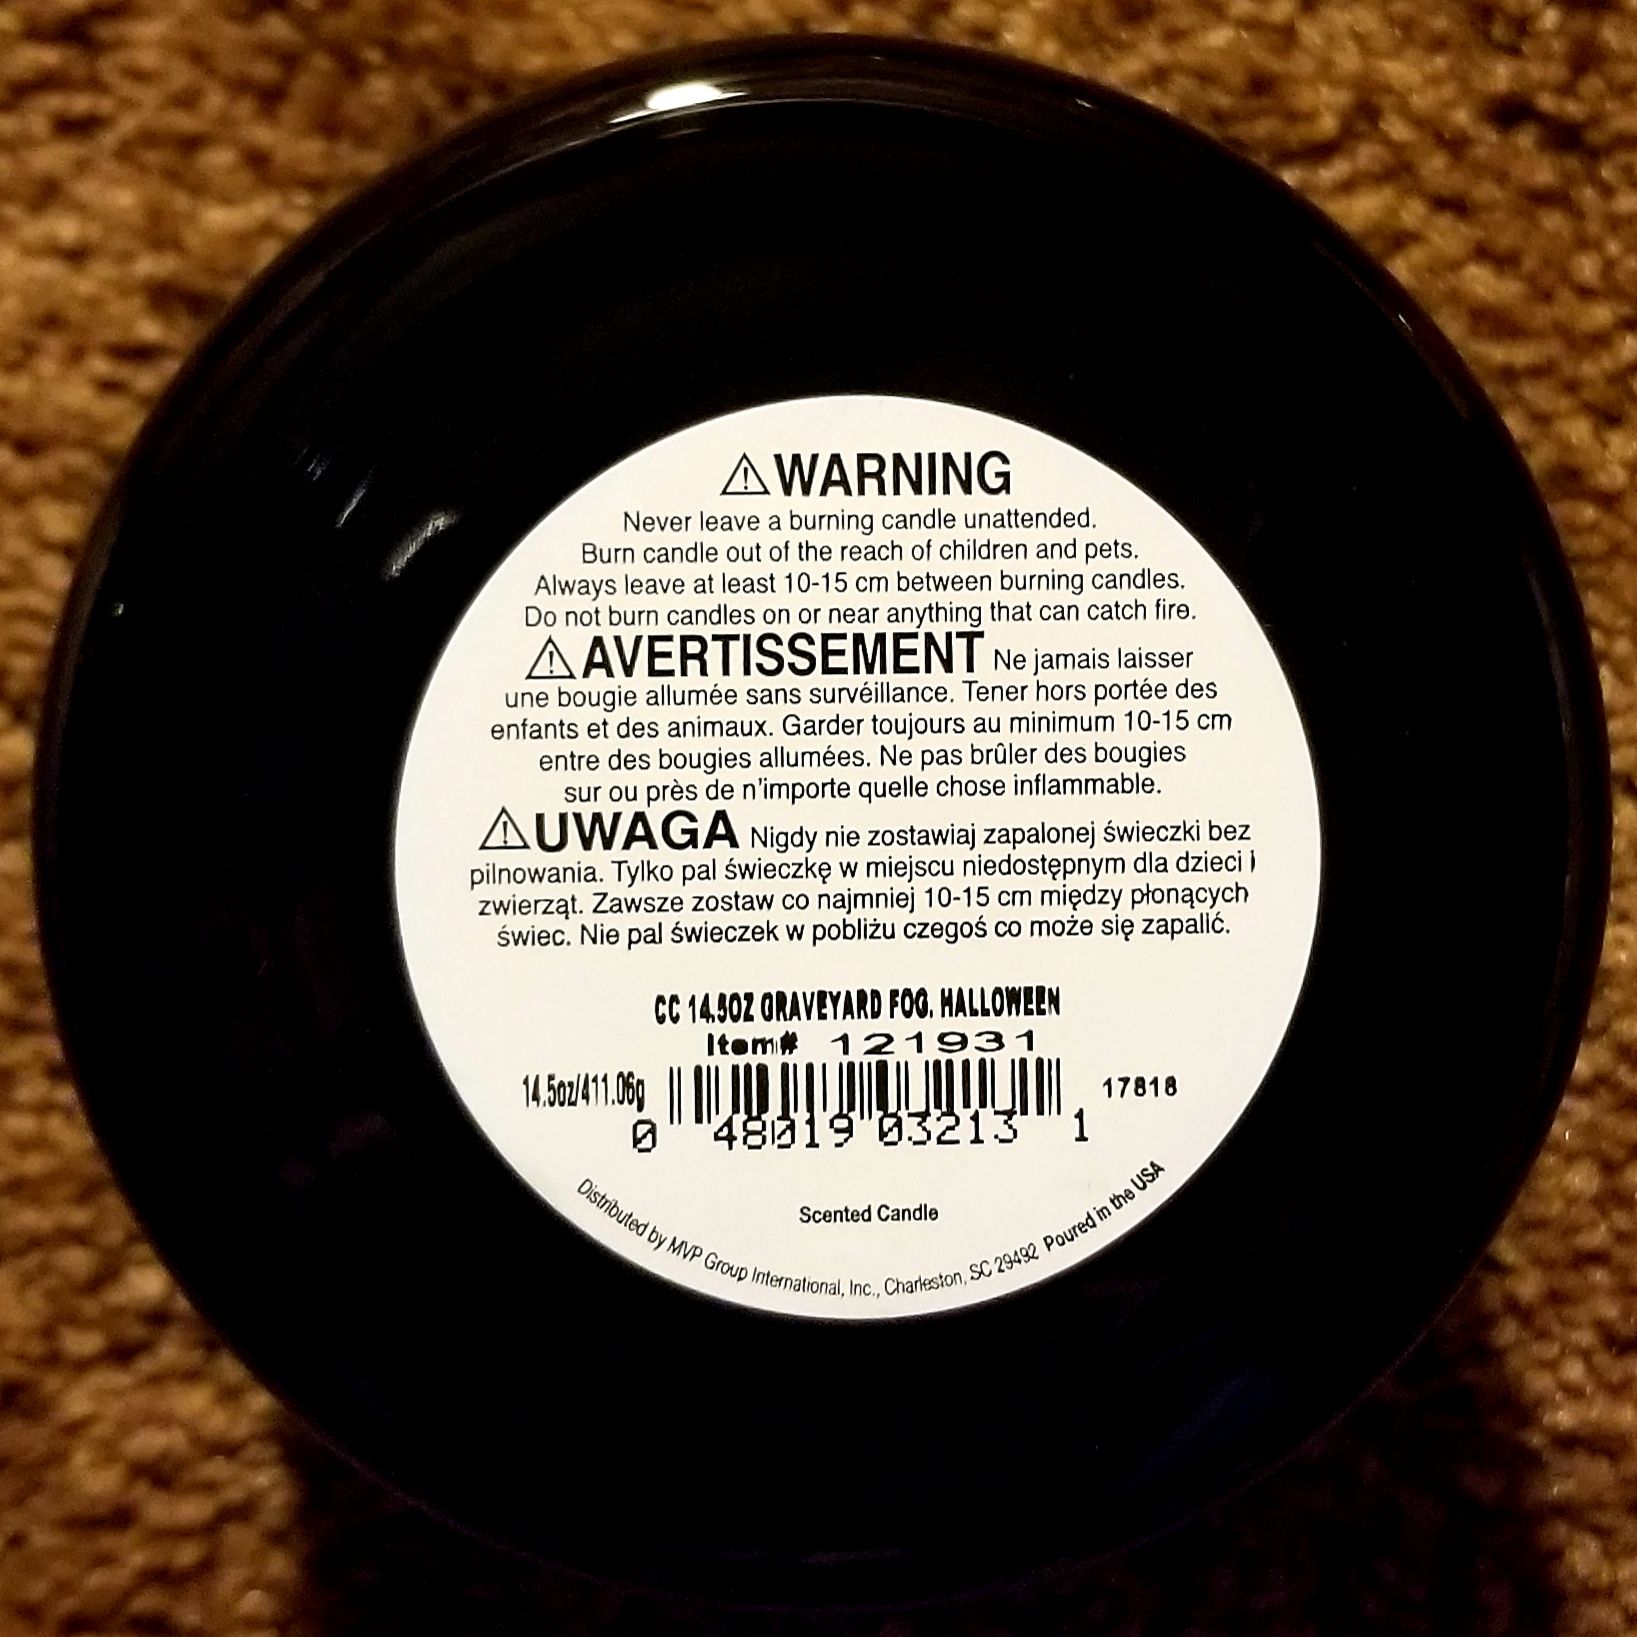 ⚠WARNING
Never leave a burning candle unattended.
Burn candle out of the reach of children and pets.
Always leave at least 10-15 cm between burning candles.
Do not burn candles on or near anything that can catch fire.
⚠AVERTISSEMENT Ne jamais laisser
une bougie allumée sans survéillance. Tener hors portée des
enfants et des animaux. Garder toujours au minimum 10-15 cm
entre des bougies allumées. Ne pas brûler des bougies
sur ou près de n'importe quelle chose inflammable.
⚠UWAGA Nigdy nie zostawiaj zapalonej świeczki bez
pilnowania. Tylko pal świeczkę w miejscu niedostępnym dla dzieci i
zwierząt. Zawsze zostaw co najmniej 10-15 cm między płonących
świec. Nie pal świeczek w pobliżu czegoś co może się zapalić.
CC 14.5OZ GRAVEYARD FOG, HALLOWEEN
Item# 121931
14.5oz/411.06g 17818
0 48019 03213 1
Scented Candle
Distributed by MVP Group International, Inc., Charleston, SC 29492 Poured in the USA